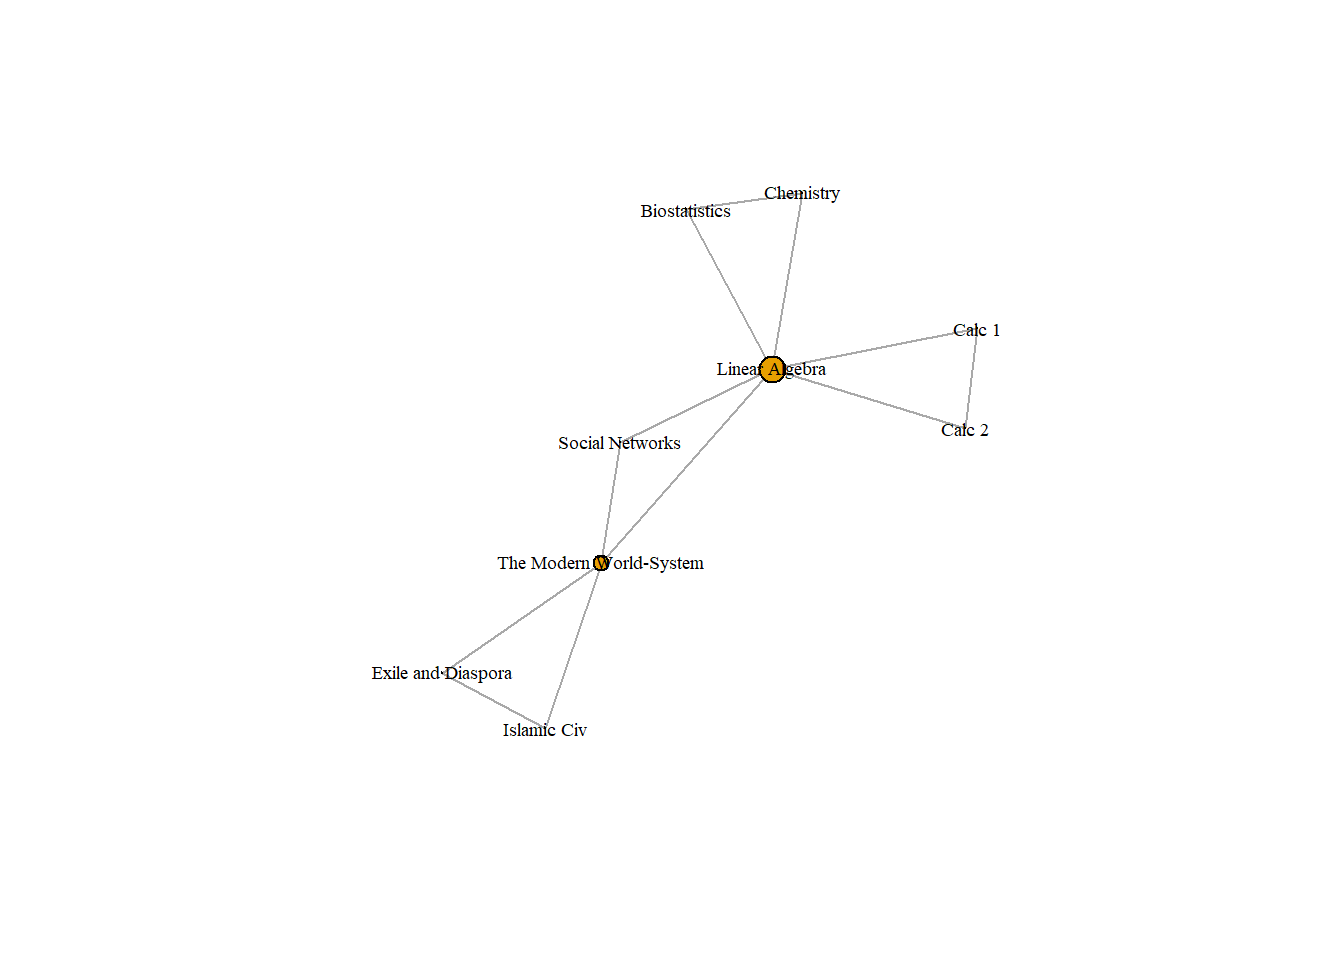 Chemistry
Biostatistics
Calc 1
Linear Algebra
Calc 2
Social Networks
The Modern World-System
Exile and Diaspora
Islamic Civ